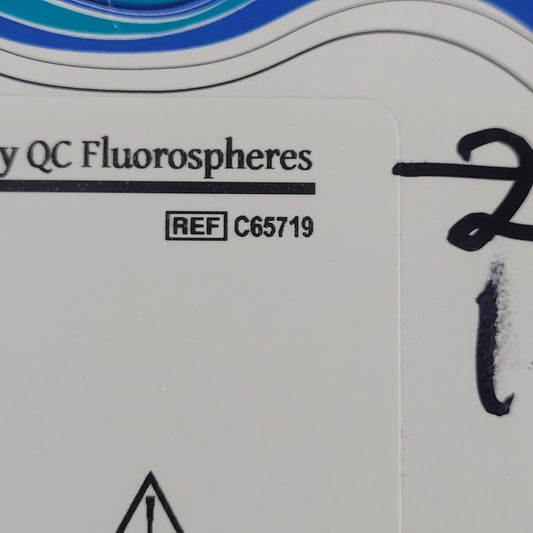 y QC Fluorospheres
REF C65719
-2
1